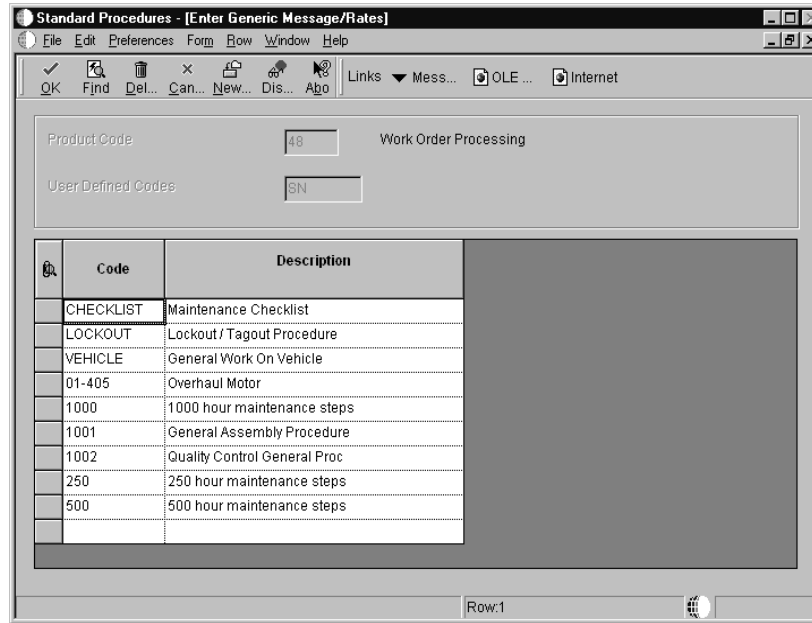 Standard Procedures - [Enter Generic Message/Rates]
File Edit Preferences Form Row Window Help
OK Find Del... Can... New... Dis... Abo Links Mess... OLE ... Internet
Product Code 48 Work Order Processing
User Defined Codes SN
Code Description
CHECKLIST Maintenance Checklist
LOCKOUT Lockout / Tagout Procedure
VEHICLE General Work On Vehicle
01-405 Overhaul Motor
1000 1000 hour maintenance steps
1001 General Assembly Procedure
1002 Quality Control General Proc
250 250 hour maintenance steps
500 500 hour maintenance steps
Row:1